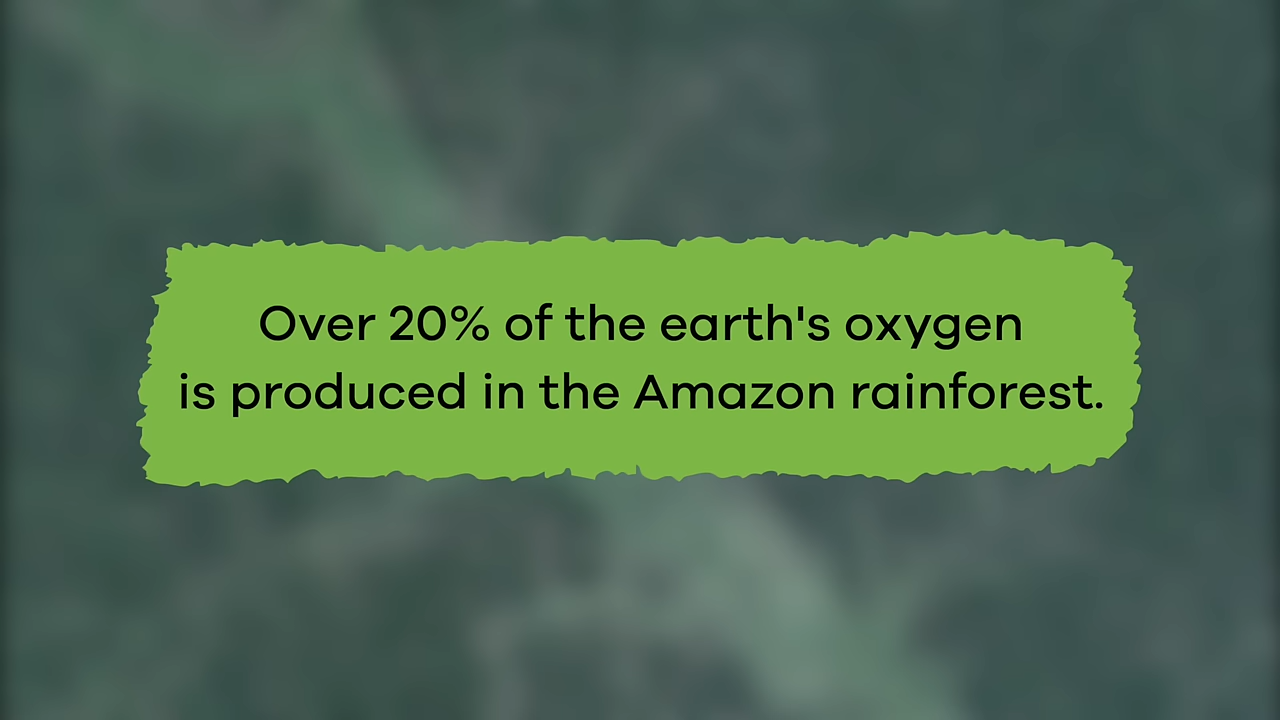 Over 20% of the earth's oxygen
is produced in the Amazon rainforest.